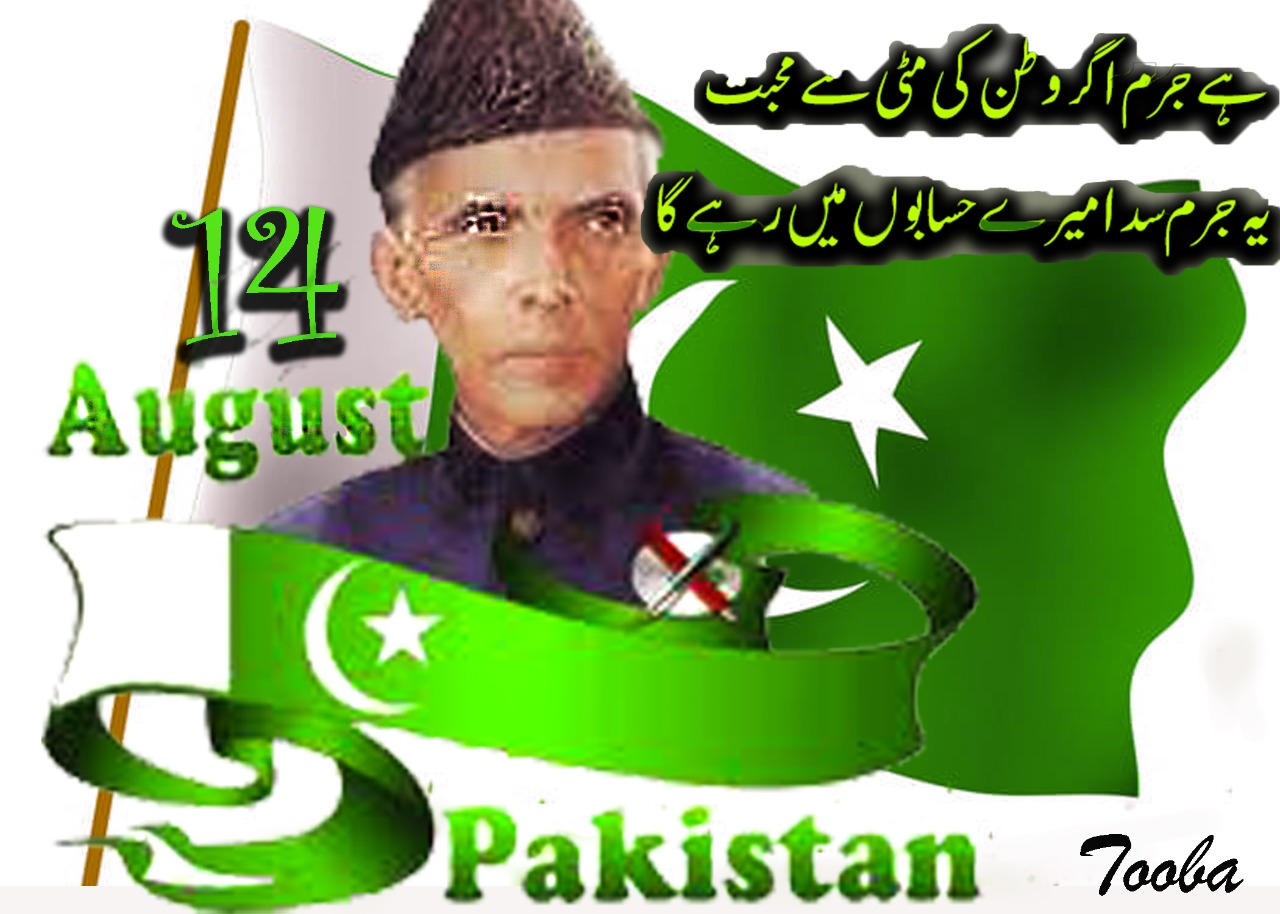 ہے جرم اگر وطن کی مٹی سے محبت
یہ جرم سدا میرے حسابوں میں رہے گا
14
August
Pakistan
Tooba